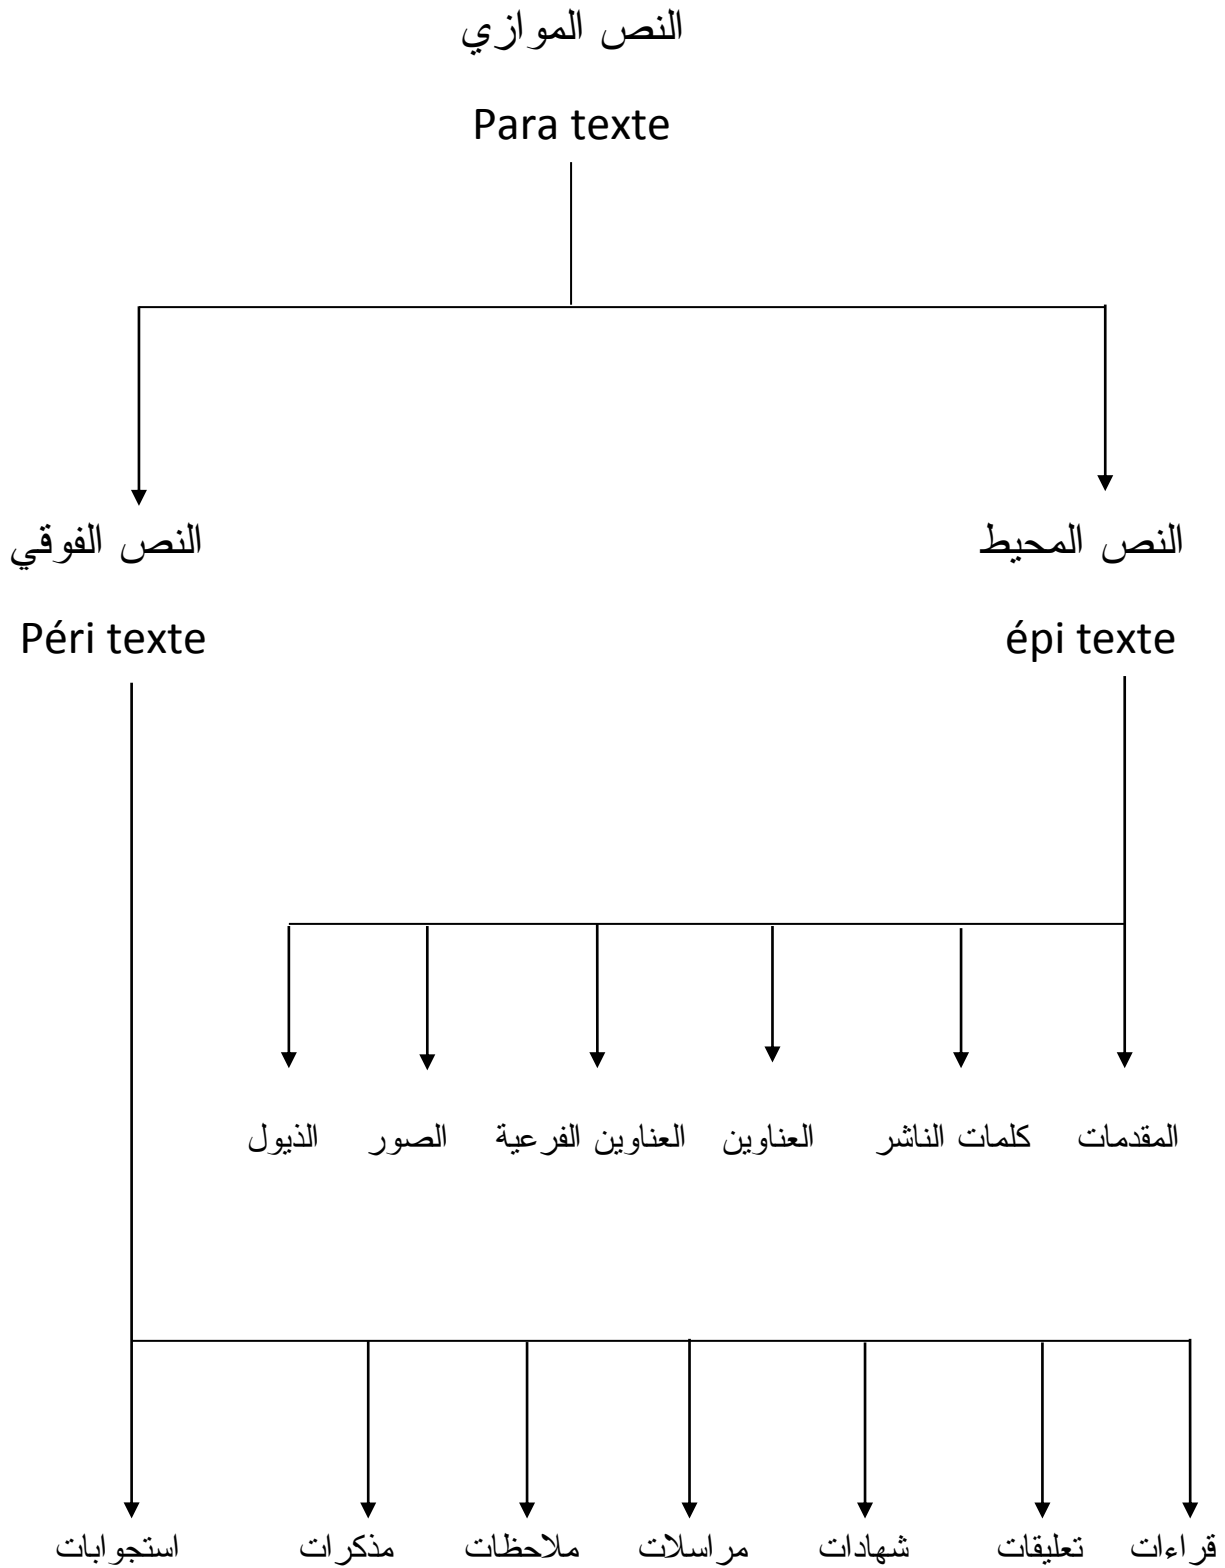 النص الموازي
Para texte
النص المحيط
النص الفوقي
épi texte
Péri texte
المقدمات
كلمات الناشر
العناوين
العناوين الفرعية
الصور
الذيول
قراءات
تعليقات
شهادات
مراسلات
ملاحظات
مذكرات
استجوابات